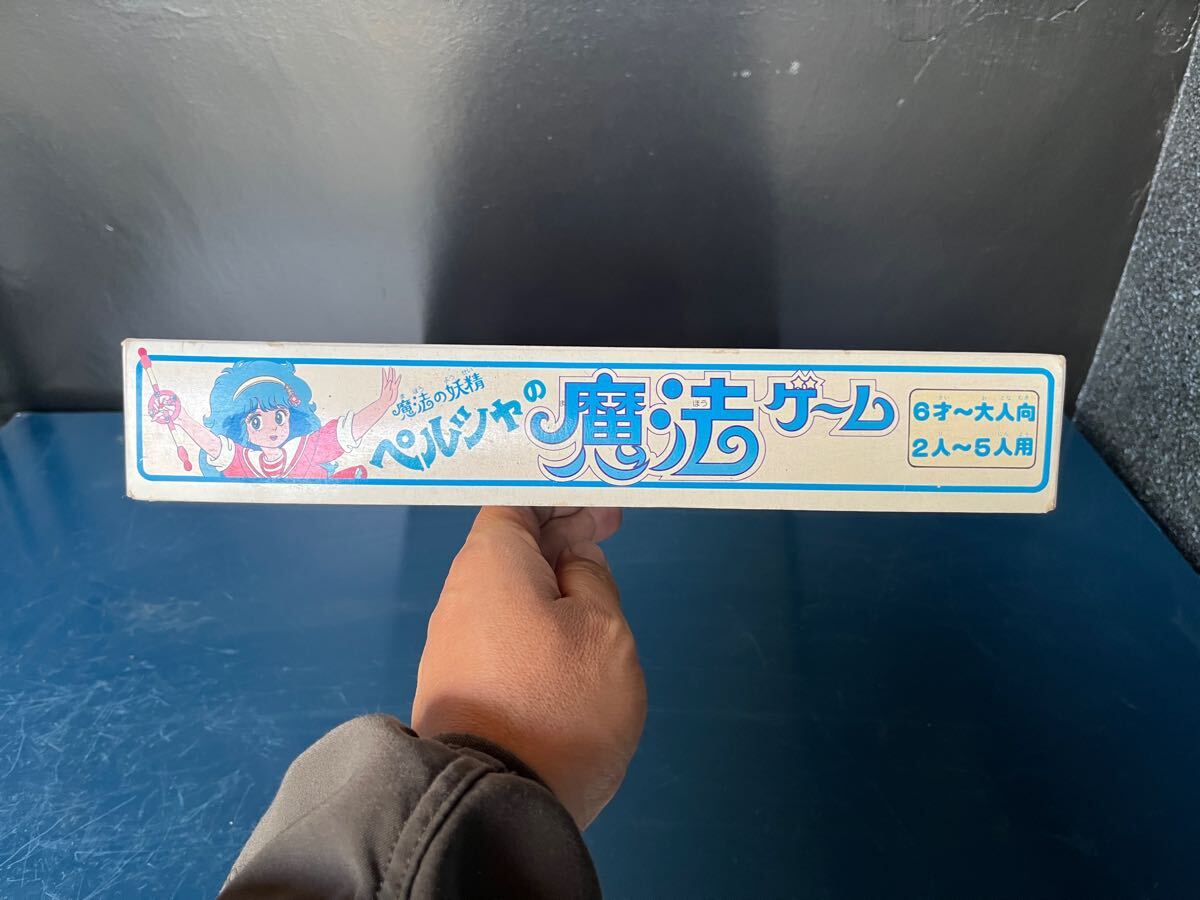 魔法の妖精
ペルシャの魔法ゲーム
6才〜大人向
2人〜5人用